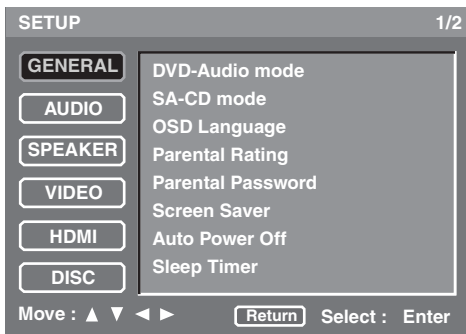 SETUP 1/2
GENERAL
AUDIO
SPEAKER
VIDEO
HDMI
DISC
DVD-Audio mode
SA-CD mode
OSD Language
Parental Rating
Parental Password
Screen Saver
Auto Power Off
Sleep Timer
Move : ▲ ▼ ◄ ► Return Select : Enter